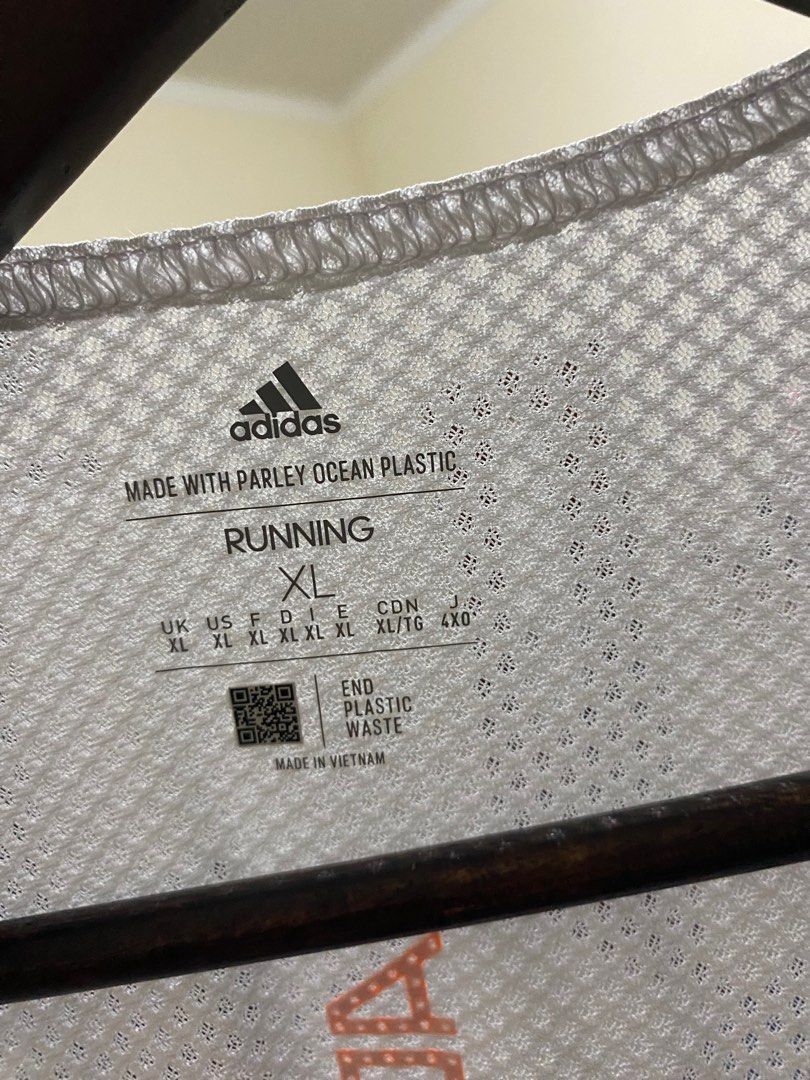 adidas
MADE WITH PARLEY OCEAN PLASTIC
RUNNING
XL
UK US F D I E CDN J
XL XL XL XL XL XL XL/TG 4XO
END
PLASTIC
WASTE
MADE IN VIETNAM